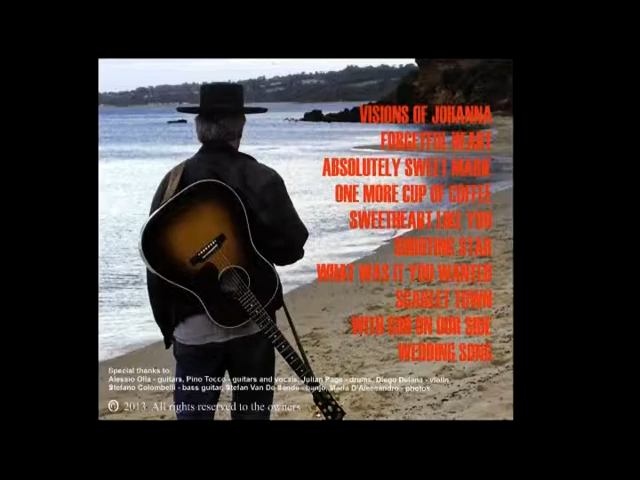 VISIONS OF JOHANNA
FORGETFUL HEART
ABSOLUTELY SWEET MARIE
ONE MORE CUP OF COFFEE
SWEETHEART LIKE YOU
SHOOTING STAR
WHAT WAS IT YOU WANTED
SCARLET TOWN
WITH GOD ON OUR SIDE
WEDDING SONG
Special thanks to:
Alessio Olla - guitars, Pino Tocco - guitars and vocals, Julian Page - drums, Diego - violin,
Stefano Colombelli - bass guitar, Stefan Van De - banjo, Maria D'Alessandro - photos.
© 2013 All rights reserved to the owners